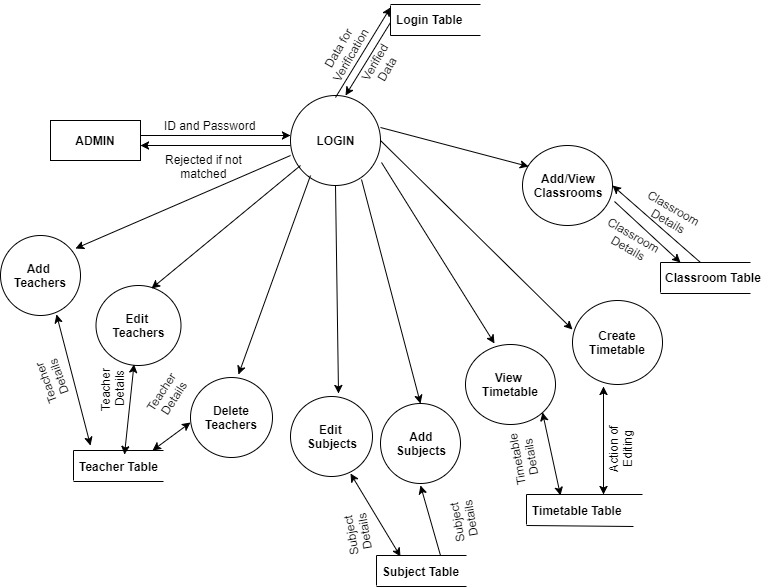 Login Table
Data for
Verification
Verified
Data
ADMIN
ID and Password
Rejected if not
matched
LOGIN
Add/View
Classrooms
Classroom
Details
Classroom
Details
Classroom Table
Add
Teachers
Edit
Teachers
Delete
Teachers
Edit
Subjects
Add
Subjects
View
Timetable
Create
Timetable
Teacher
Details
Teacher
Details
Teacher
Details
Teacher Table
Subject
Details
Subject
Details
Subject Table
Timetable
Details
Action of
Editing
Timetable Table